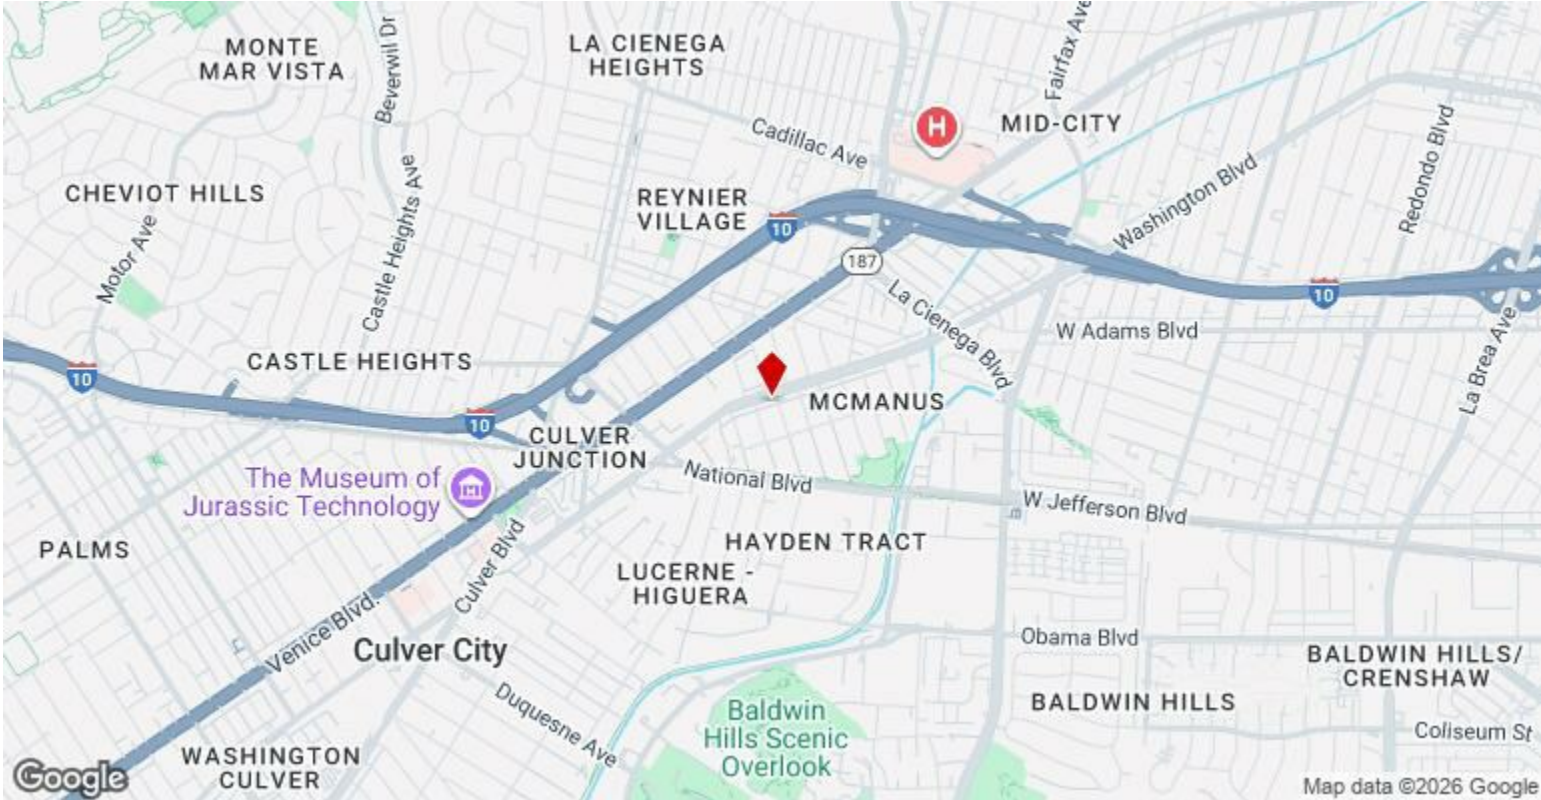 MONTE
MAR VISTA
Beverwil Dr
LA CIENEGA
HEIGHTS
Fairfax Ave
H
MID-CITY
Cadillac Ave
Redondo Blvd
Washington Blvd
CHEVIOT HILLS
Castle Heights Ave
REYNIER
VILLAGE
10
Motor Ave
187
La Cienega Blvd
10
W Adams Blvd
La Brea Ave
CASTLE HEIGHTS
10
MCMANUS
10
CULVER
JUNCTION
The Museum of
Jurassic Technology
National Blvd
W Jefferson Blvd
PALMS
HAYDEN TRACT
Culver Blvd
LUCERNE -
HIGUERA
Venice Blvd.
Culver City
Obama Blvd
BALDWIN HILLS/
CRENSHAW
Duquesne Ave
BALDWIN HILLS
Baldwin
Hills Scenic
Overlook
Coliseum St
WASHINGTON
CULVER
Google
Map data ©2026 Google